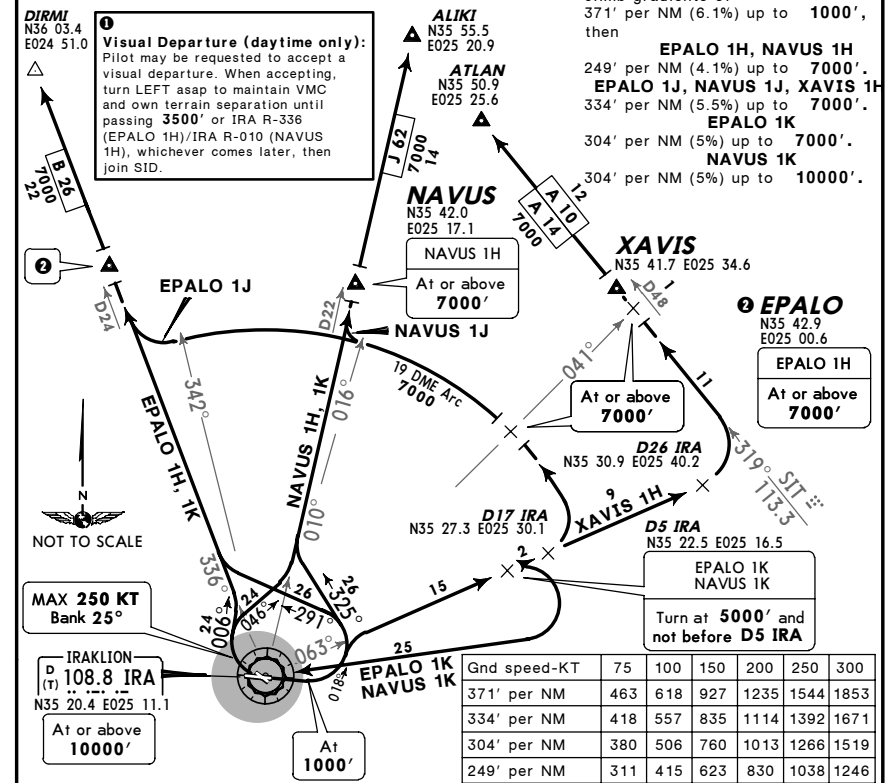 climb gradients of
371' per NM (6.1%) up to 1000',
then
EPALO 1H, NAVUS 1H
249' per NM (4.1%) up to 7000'.
EPALO 1J, NAVUS 1J, XAVIS 1H
334' per NM (5.5%) up to 7000'.
EPALO 1K
304' per NM (5%) up to 7000'.
NAVUS 1K
304' per NM (5%) up to 10000'.
DIRMI
N36 03.4
E024 51.0
1
Visual Departure (daytime only):
Pilot may be requested to accept a
visual departure. When accepting,
turn LEFT asap to maintain VMC
and own terrain separation until
passing 3500' or IRA R-336
(EPALO 1H)/IRA R-010 (NAVUS
1H), whichever comes later, then
join SID.
ALIKI
N35 55.5
E025 20.9
ATLAN
N35 50.9
E025 25.6
B 26
7000
22
J 62
7000
14
12
A 10
A 14
7000
NAVUS
N35 42.0
E025 17.1
NAVUS 1H
At or above
7000'
XAVIS
N35 41.7 E025 34.6
1
D48
2 EPALO
N35 42.9
E025 00.6
EPALO 1H
At or above
7000'
2
D24
EPALO 1J
D22
NAVUS 1J
342°
016°
19 DME Arc
7000
041°
At or above
7000'
11
EPALO 1H, 1K
NAVUS 1H, 1K
N
NOT TO SCALE
D26 IRA
N35 30.9 E025 40.2
319° SIT
113.3
9
XAVIS 1H
D17 IRA
N35 27.3 E025 30.1
D5 IRA
N35 22.5 E025 16.5
EPALO 1K
NAVUS 1K
Turn at 5000' and
not before D5 IRA
010°
336°
2
15
26
325°
24
046°
26
291°
24
006°
063°
018°
25
EPALO 1K
NAVUS 1K
MAX 250 KT
Bank 25°
IRAKLION
D
(T) 108.8 IRA
N35 20.4 E025 11.1
At or above
10000'
At
1000'
Gnd speed-KT 75 100 150 200 250 300
371' per NM 463 618 927 1235 1544 1853
334' per NM 418 557 835 1114 1392 1671
304' per NM 380 506 760 1013 1266 1519
249' per NM 311 415 623 830 1038 1246